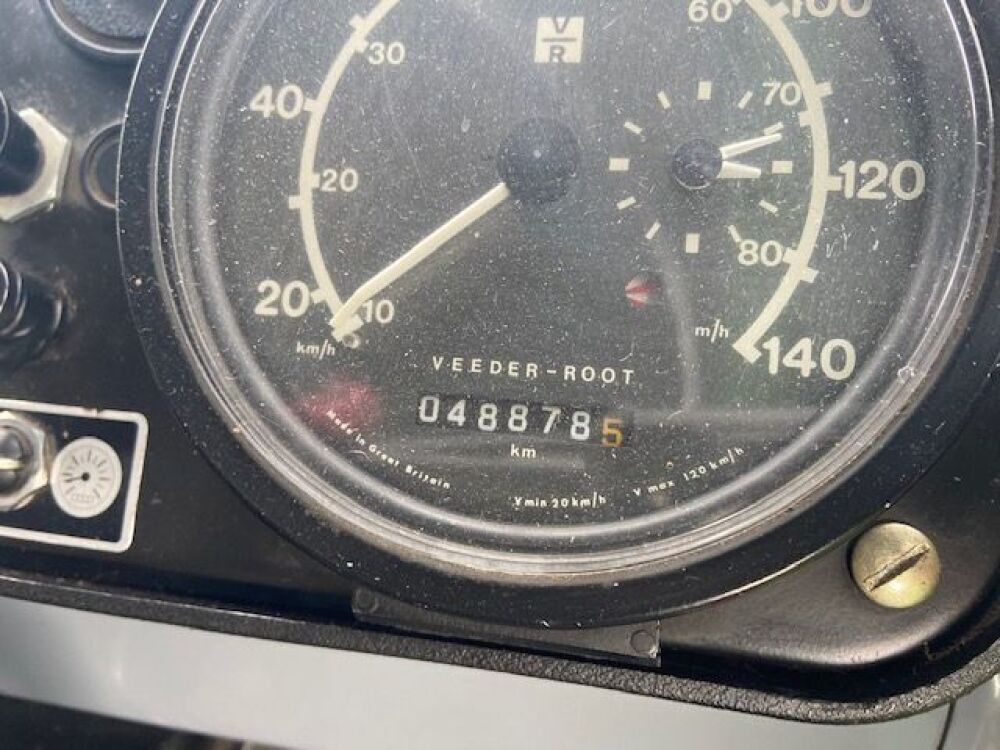 V
R
60
100
30
40
70
20
120
80
20
10
km/h
m/h
140
VEEDER-ROOT
0488785
km
Made in Great Britain
V min 20 km/h
V max 120 km/h